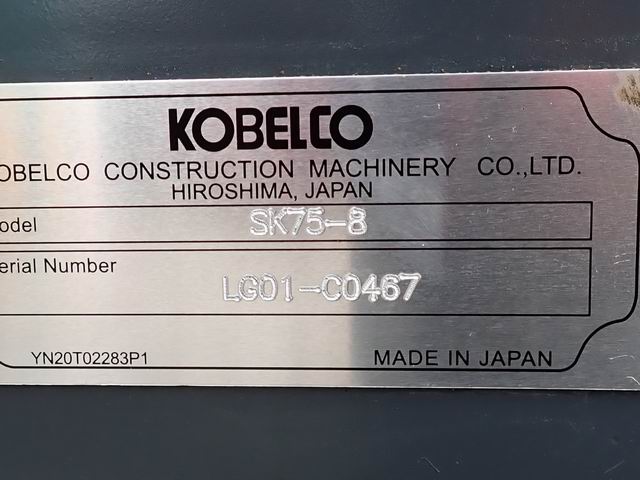 KOBELCO
OBELCO CONSTRUCTION MACHINERY CO.,LTD.
HIROSHIMA, JAPAN
odel SK75-8
erial Number LG01-C0467
YN20T02283P1 MADE IN JAPAN